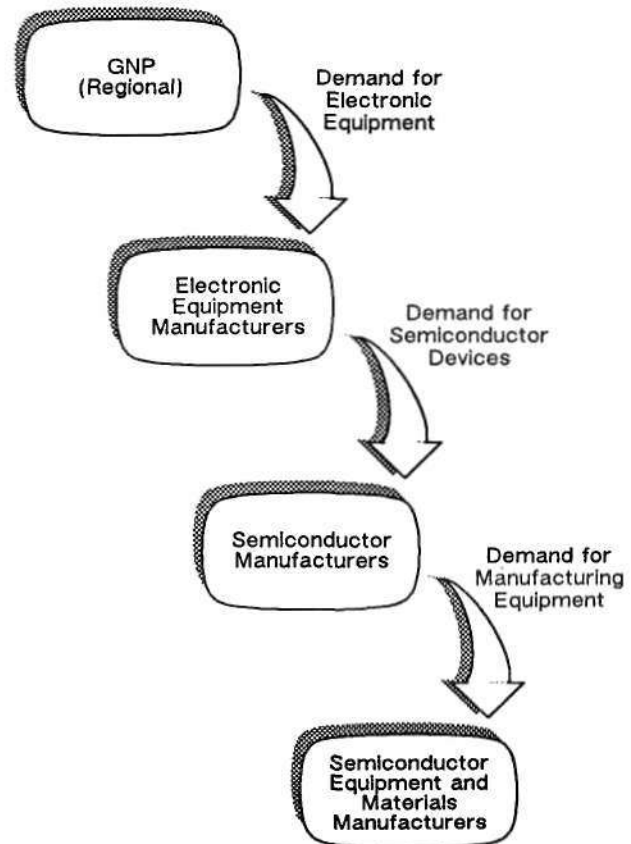 GNP
(Regional)
Demand for
Electronic
Equipment
Electronic
Equipment
Manufacturers
Demand for
Semiconductor
Devices
Semiconductor
Manufacturers
Demand for
Manufacturing
Equipment
Semiconductor
Equipment and
Materials
Manufacturers